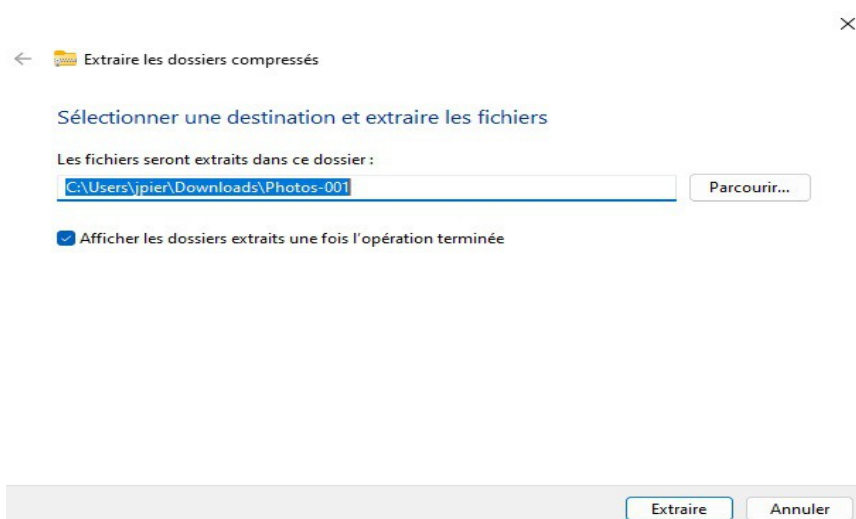 Extraire les dossiers compressés
Sélectionner une destination et extraire les fichiers
Les fichiers seront extraits dans ce dossier :
C:\Users\jpier\Downloads\Photos-001 Parcourir...
Afficher les dossiers extraits une fois l’opération terminée
Extraire Annuler